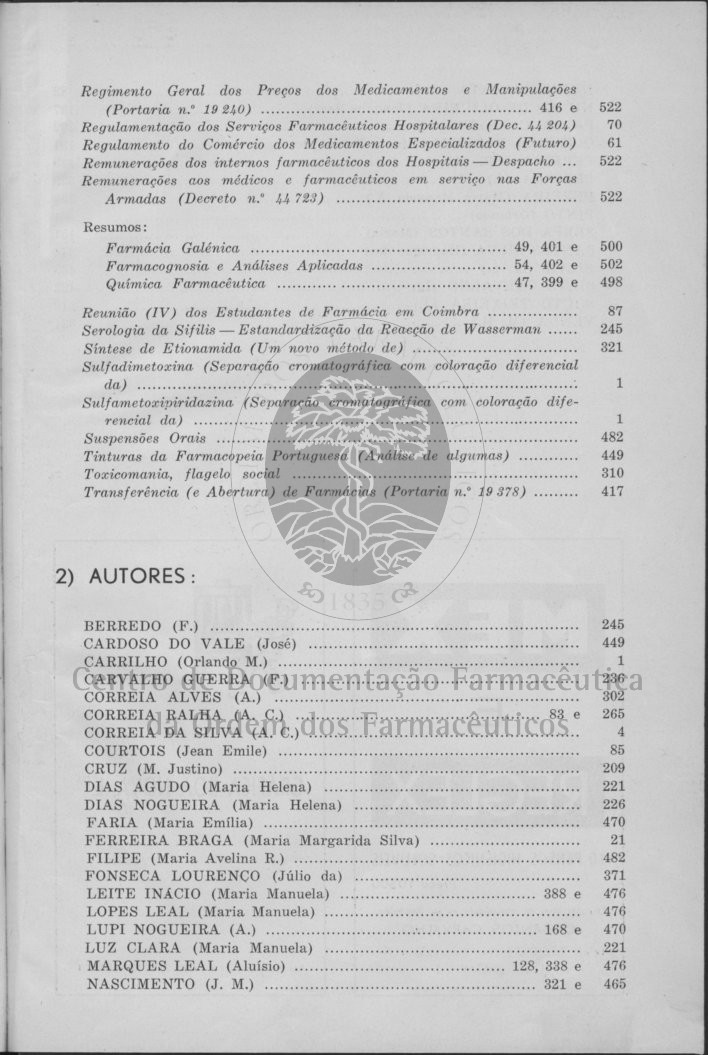 Regimento Geral dos Preços dos Medicamentos e Manipulações
(Portaria n.º 19 240) ..................................................... 416 e 522
Regulamentação dos Serviços Farmacêuticos Hospitalares (Dec. 44 204) 70
Regulamento do Comércio dos Medicamentos Especializados (Futuro) 61
Remunerações dos internos farmacêuticos dos Hospitais — Despacho ... 522
Remunerações aos médicos e farmacêuticos em serviço nas Forças
Armadas (Decreto n.º 44 723) ............................................... 522
Resumos:
Farmácia Galénica .................................................. 49, 401 e 500
Farmacognosia e Análises Aplicadas ........................... 54, 402 e 502
Química Farmacêutica ............................................. 47, 399 e 498
Reunião (IV) dos Estudantes de Farmácia em Coimbra .................. 87
Serologia da Sífilis — Estandardização da Reacção de Wasserman ...... 245
Síntese de Etionamida (Um novo método de) ................................ 321
Sulfadimetoxina (Separação cromatográfica com coloração diferencial
da) ...................................................................................... 1
Sulfametoxipiridazina (Separação cromatográfica com coloração dife-
rencial da) ........................................................................... 1
Suspensões Orais ...................................................................... 482
Tinturas da Farmacopeia Portuguesa (Análise de algumas) ............ 449
Toxicomania, flagelo social ........................................................ 310
Transferência (e Abertura) de Farmácias (Portaria n.º 19 378) ......... 417
2) AUTORES:
1835
BERREDO (F.) ........................................................................ 245
CARDOSO DO VALE (José) ..................................................... 449
CARRILHO (Orlando M.) ........................................................... 1
CARVALHO GUERRA (F.) ...................................................... 236
Centro de Documentação Farmacêutica
CORREIA ALVES (A.) ............................................................ 302
CORREIA RALHA (A. C.) ................................................ 83 e 265
da Ordem dos Farmacêuticos
CORREIA DA SILVA (A. C.) ..................................................... 4
COURTOIS (Jean Emile) ........................................................... 85
CRUZ (M. Justino) .................................................................... 209
DIAS AGUDO (Maria Helena) .................................................... 221
DIAS NOGUEIRA (Maria Helena) ............................................ 226
FARIA (Maria Emília) ............................................................... 470
FERREIRA BRAGA (Maria Margarida Silva) .............................. 21
FILIPE (Maria Avelina R.) ......................................................... 482
FONSECA LOURENÇO (Júlio da) ............................................ 371
LEITE INÁCIO (Maria Manuela) ...................................... 388 e 476
LOPES LEAL (Maria Manuela) .................................................. 476
LUPI NOGUEIRA (A.) ..................................................... 168 e 470
LUZ CLARA (Maria Manuela) .................................................. 221
MARQUES LEAL (Aluísio) ......................................... 128, 338 e 476
NASCIMENTO (J. M.) ..................................................... 321 e 465